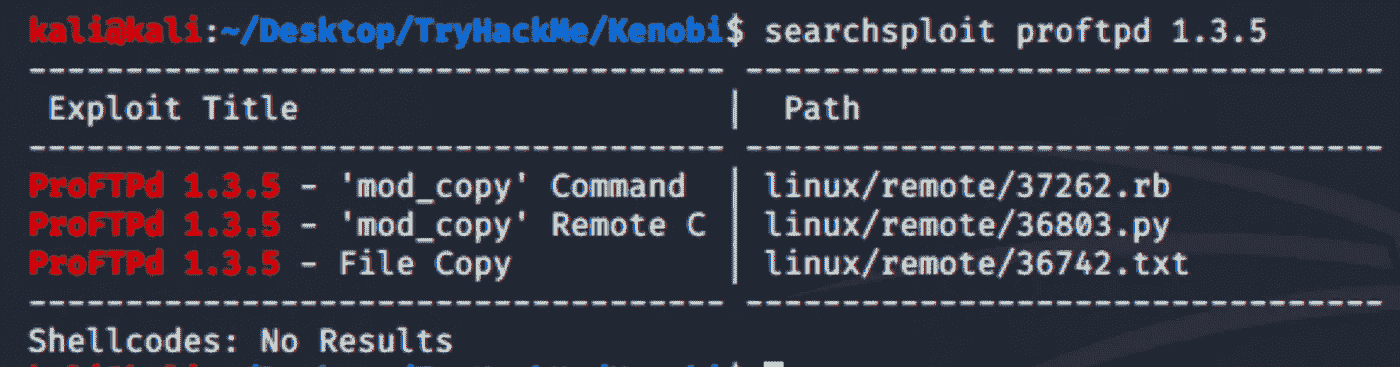 kali@kali:~/Desktop/TryHackMe/Kenobi$ searchsploit proftpd 1.3.5
---------------------------------- ---------------------------------
 Exploit Title                    |  Path
---------------------------------- ---------------------------------
ProFTPd 1.3.5 - 'mod_copy' Command | linux/remote/37262.rb
ProFTPd 1.3.5 - 'mod_copy' Remote C | linux/remote/36803.py
ProFTPd 1.3.5 - File Copy | linux/remote/36742.txt
---------------------------------- ---------------------------------
Shellcodes: No Results